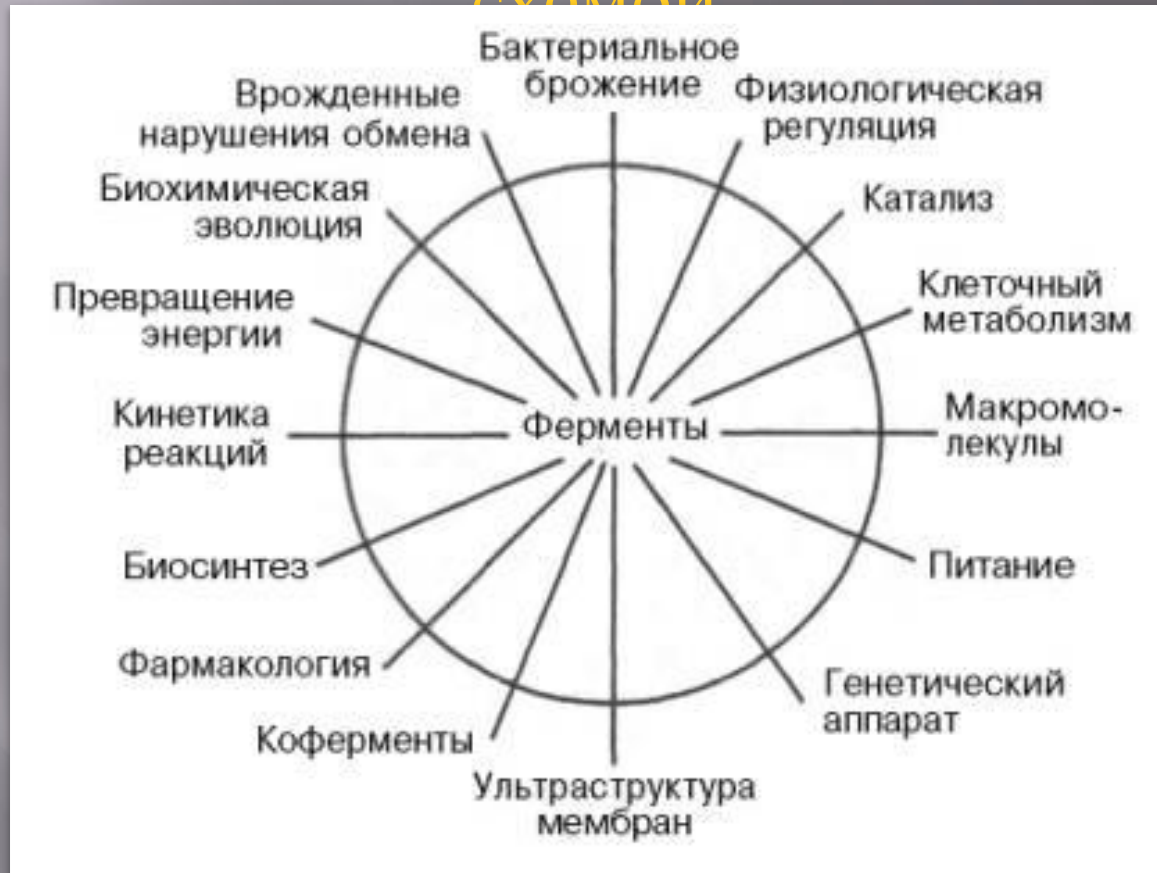 схемой
Бактериальное
брожение
Физиологическая
регуляция
Катализ
Клеточный
метаболизм
Макромо-
лекулы
Питание
Генетический
аппарат
Ультраструктура
мембран
Коферменты
Фармакология
Биосинтез
Кинетика
реакций
Превращение
энергии
Биохимическая
эволюция
Врожденные
нарушения обмена
Ферменты